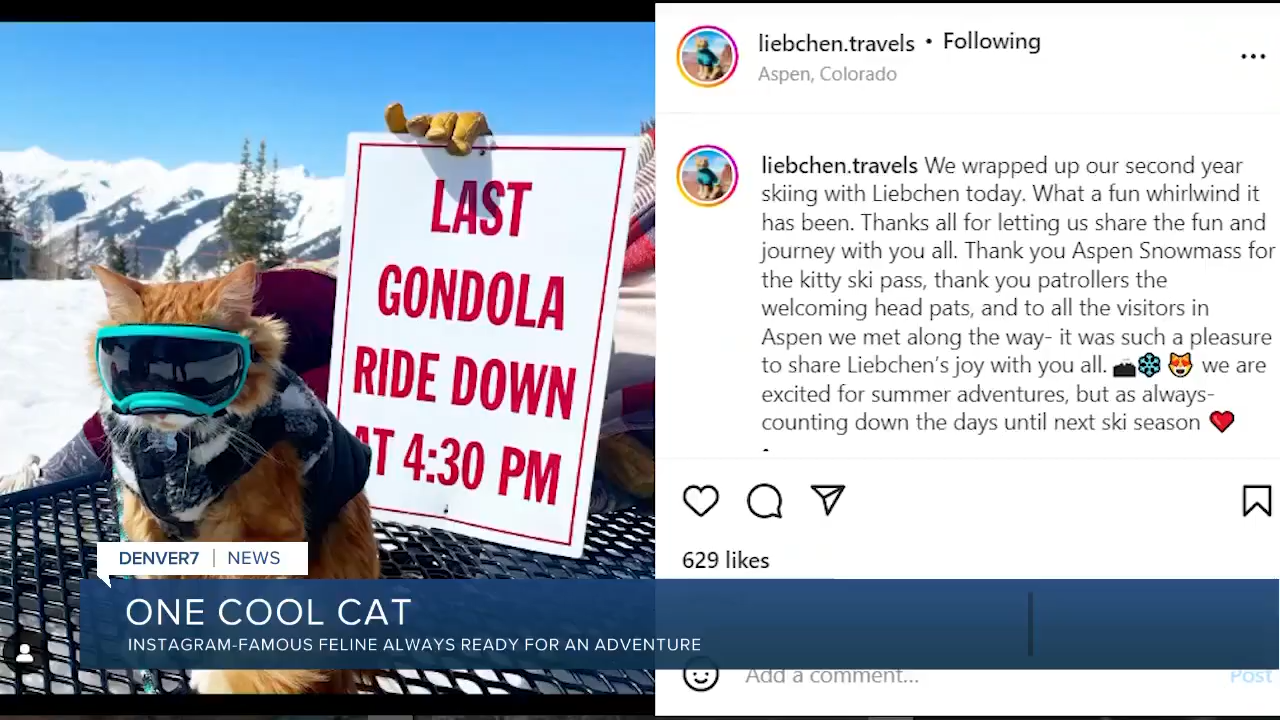 LAST
GONDOLA
RIDE DOWN
AT 4:30 PM
liebchen.travels • Following
Aspen, Colorado
liebchen.travels We wrapped up our second year
skiing with Liebchen today. What a fun whirlwind it
has been. Thanks all for letting us share the fun and
journey with you all. Thank you Aspen Snowmass for
the kitty ski pass, thank you patrollers the
welcoming head pats, and to all the visitors in
Aspen we met along the way- it was such a pleasure
to share Liebchen's joy with you all. 🏔❄️😻 we are
excited for summer adventures, but as always-
counting down the days until next ski season ❤️
629 likes
DENVER7 | NEWS
ONE COOL CAT
INSTAGRAM-FAMOUS FELINE ALWAYS READY FOR AN ADVENTURE
Add a comment... Post